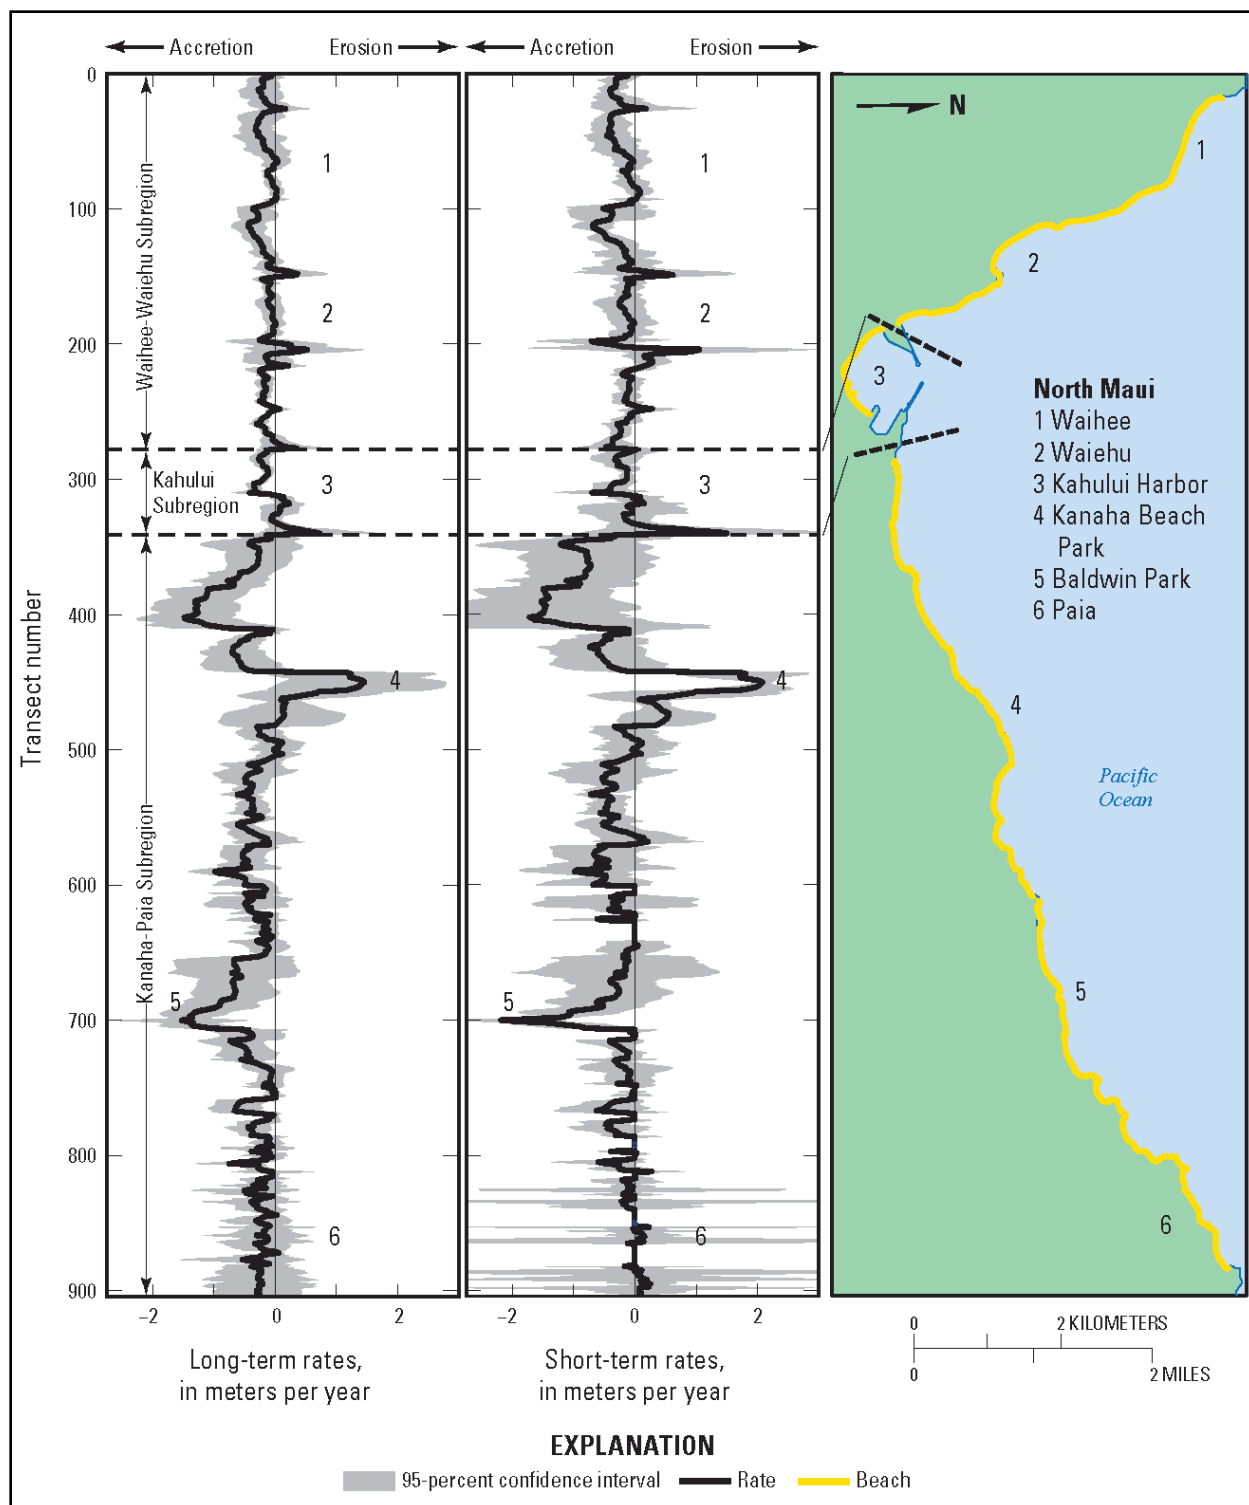 Accretion
Erosion
Accretion
Erosion
0
100
200
300
400
500
600
700
800
900
Transect number
Waihee-Waiehu Subregion
Kahului
Subregion
Kanaha-Paia Subregion
1
2
3
4
5
6
−2
0
2
Long-term rates,
in meters per year
1
2
3
4
5
6
−2
0
2
Short-term rates,
in meters per year
N
1
2
3
4
5
6
North Maui
1 Waihee
2 Waiehu
3 Kahului Harbor
4 Kanaha Beach
Park
5 Baldwin Park
6 Paia
Pacific
Ocean
0
2 KILOMETERS
0
2 MILES
EXPLANATION
95-percent confidence interval
Rate
Beach